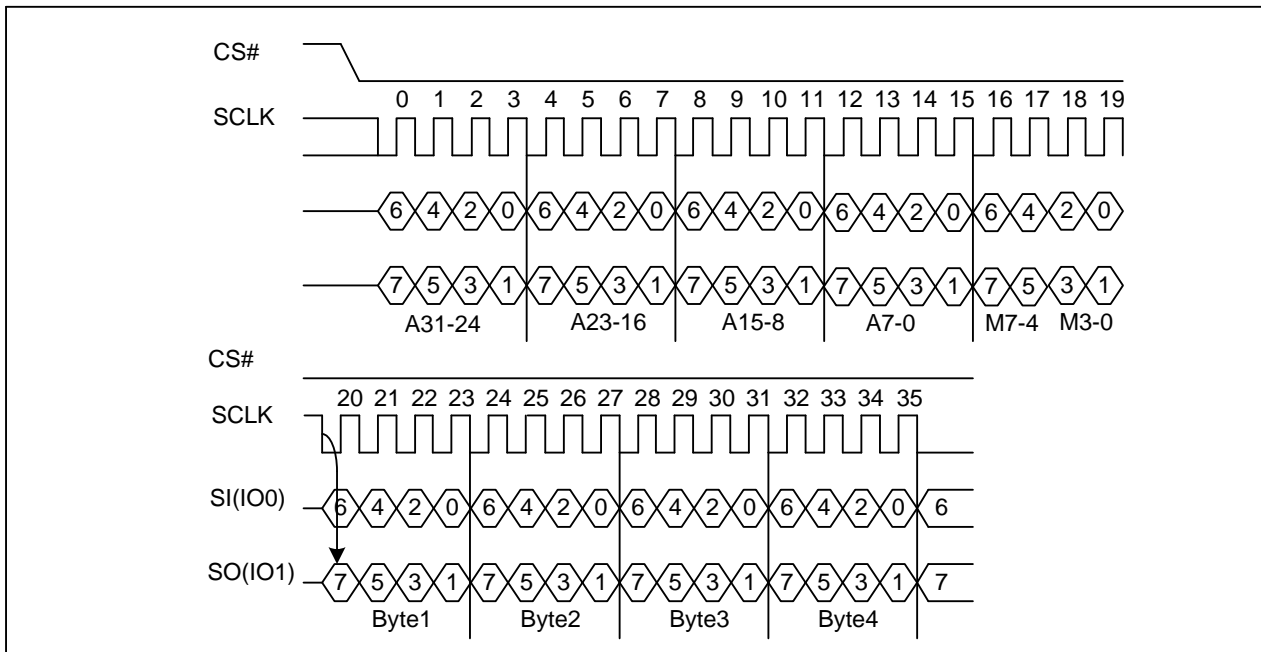 CS#
0 1 2 3 4 5 6 7 8 9 10 11 12 13 14 15 16 17 18 19
SCLK
6 4 2 0 6 4 2 0 6 4 2 0 6 4 2 0 6 4 2 0
7 5 3 1 7 5 3 1 7 5 3 1 7 5 3 1 7 5 3 1
A31-24 A23-16 A15-8 A7-0 M7-4 M3-0
CS#
20 21 22 23 24 25 26 27 28 29 30 31 32 33 34 35
SCLK
SI(IO0) 6 4 2 0 6 4 2 0 6 4 2 0 6 4 2 0 6
SO(IO1) 7 5 3 1 7 5 3 1 7 5 3 1 7 5 3 1 7
Byte1 Byte2 Byte3 Byte4